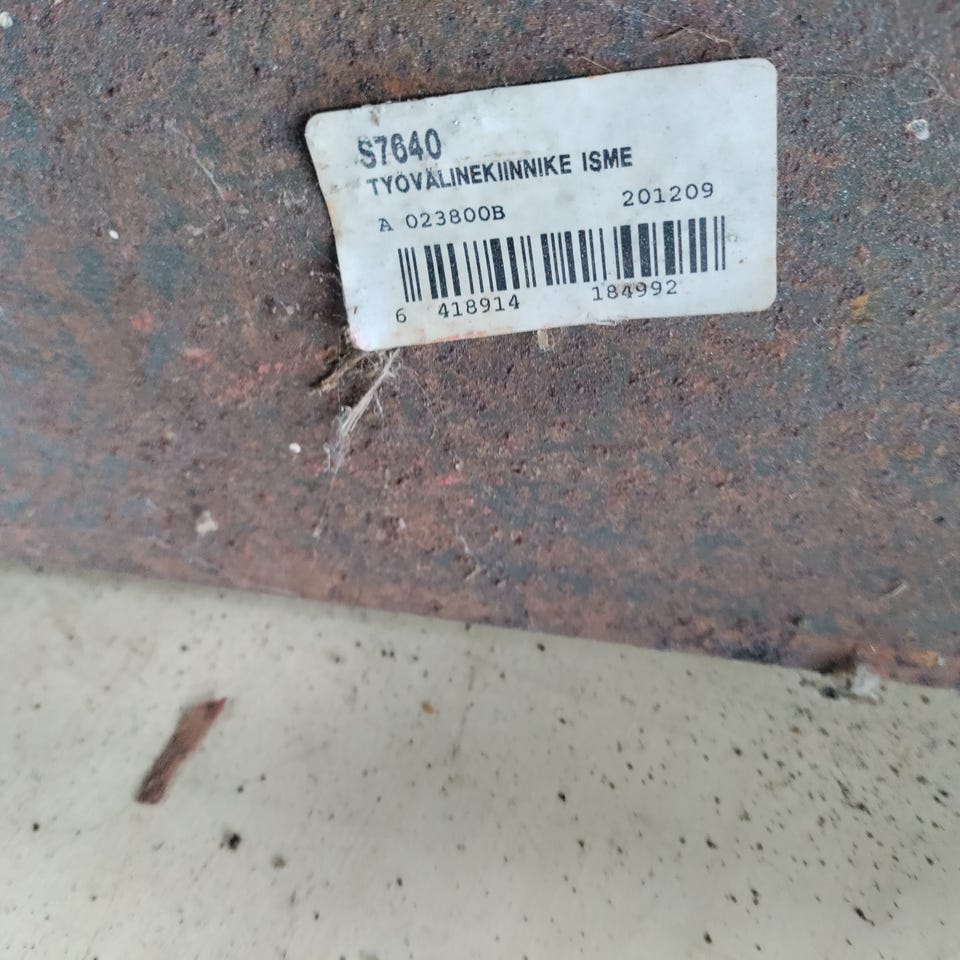 S7640
TYÖVÄLINEKIINNIKE ISME
A 023800B 201209
6 418914 184992